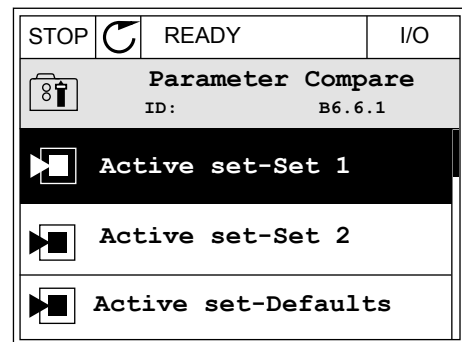 STOP READY I/O
Parameter Compare
ID: B6.6.1
Active set-Set 1
Active set-Set 2
Active set-Defaults